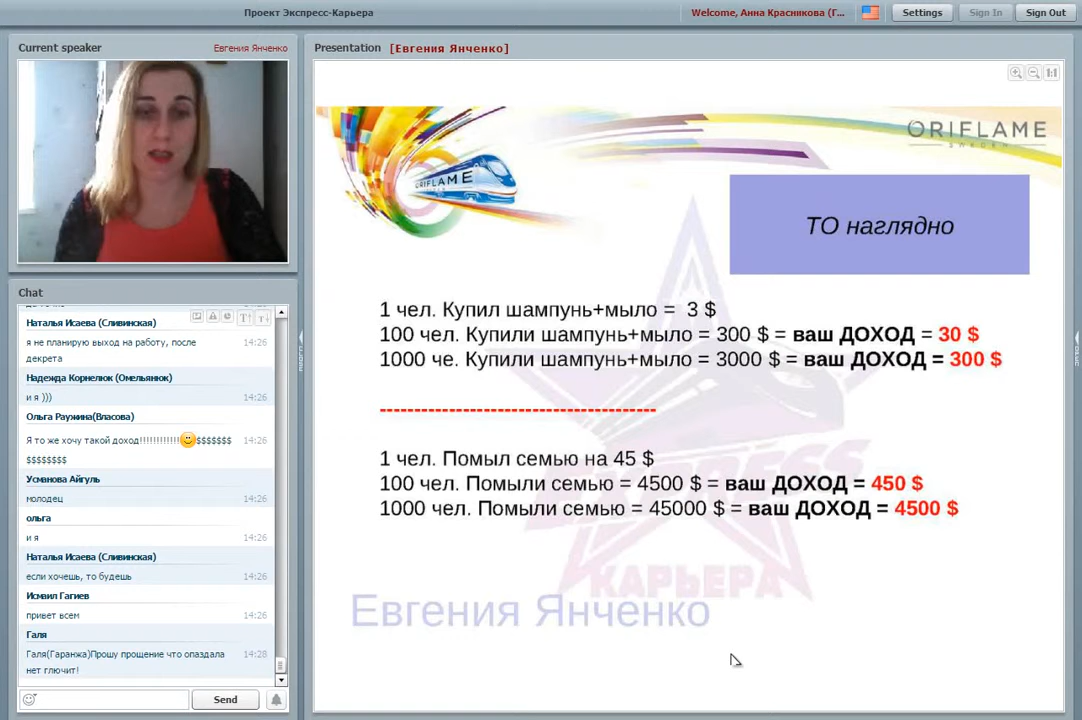 Проект Экспресс-Карьера
Welcome, Анна Красникова (Г...
Settings
Sign In
Sign Out
Current speaker
Евгения Янченко
Chat
Наталья Исаева (Сливинская)
я не планирую выход на работу, после 14:26
декрета
Надежда Корнелюк (Омельянюк)
и я ))) 14:26
Ольга Раужина(Власова)
Я то же хочу такой доход!!!!!!!!!!!!$$$$$$$ 14:26
$$$$$$$$
Усманова Айгуль
молодец 14:26
ольга
и я 14:26
Наталья Исаева (Сливинская)
если хочешь, то будешь 14:26
Исмаил Гагиев
привет всем 14:26
Галя
Галя(Гаранжа)Прошу прощение что опаздала 14:28
нет глючит!
Send
Presentation [Евгения Янченко]
1:1
ORIFLAME
SWEDEN
ORIFLAME
ТО наглядно
1 чел. Купил шампунь+мыло = 3 $
100 чел. Купили шампунь+мыло = 300 $ = ваш ДОХОД = 30 $
1000 че. Купили шампунь+мыло = 3000 $ = ваш ДОХОД = 300 $
----------------------------------------
1 чел. Помыл семью на 45 $
100 чел. Помыли семью = 4500 $ = ваш ДОХОД = 450 $
1000 чел. Помыли семью = 45000 $ = ваш ДОХОД = 4500 $
EXPRESS
КАРЬЕРА
Евгения Янченко